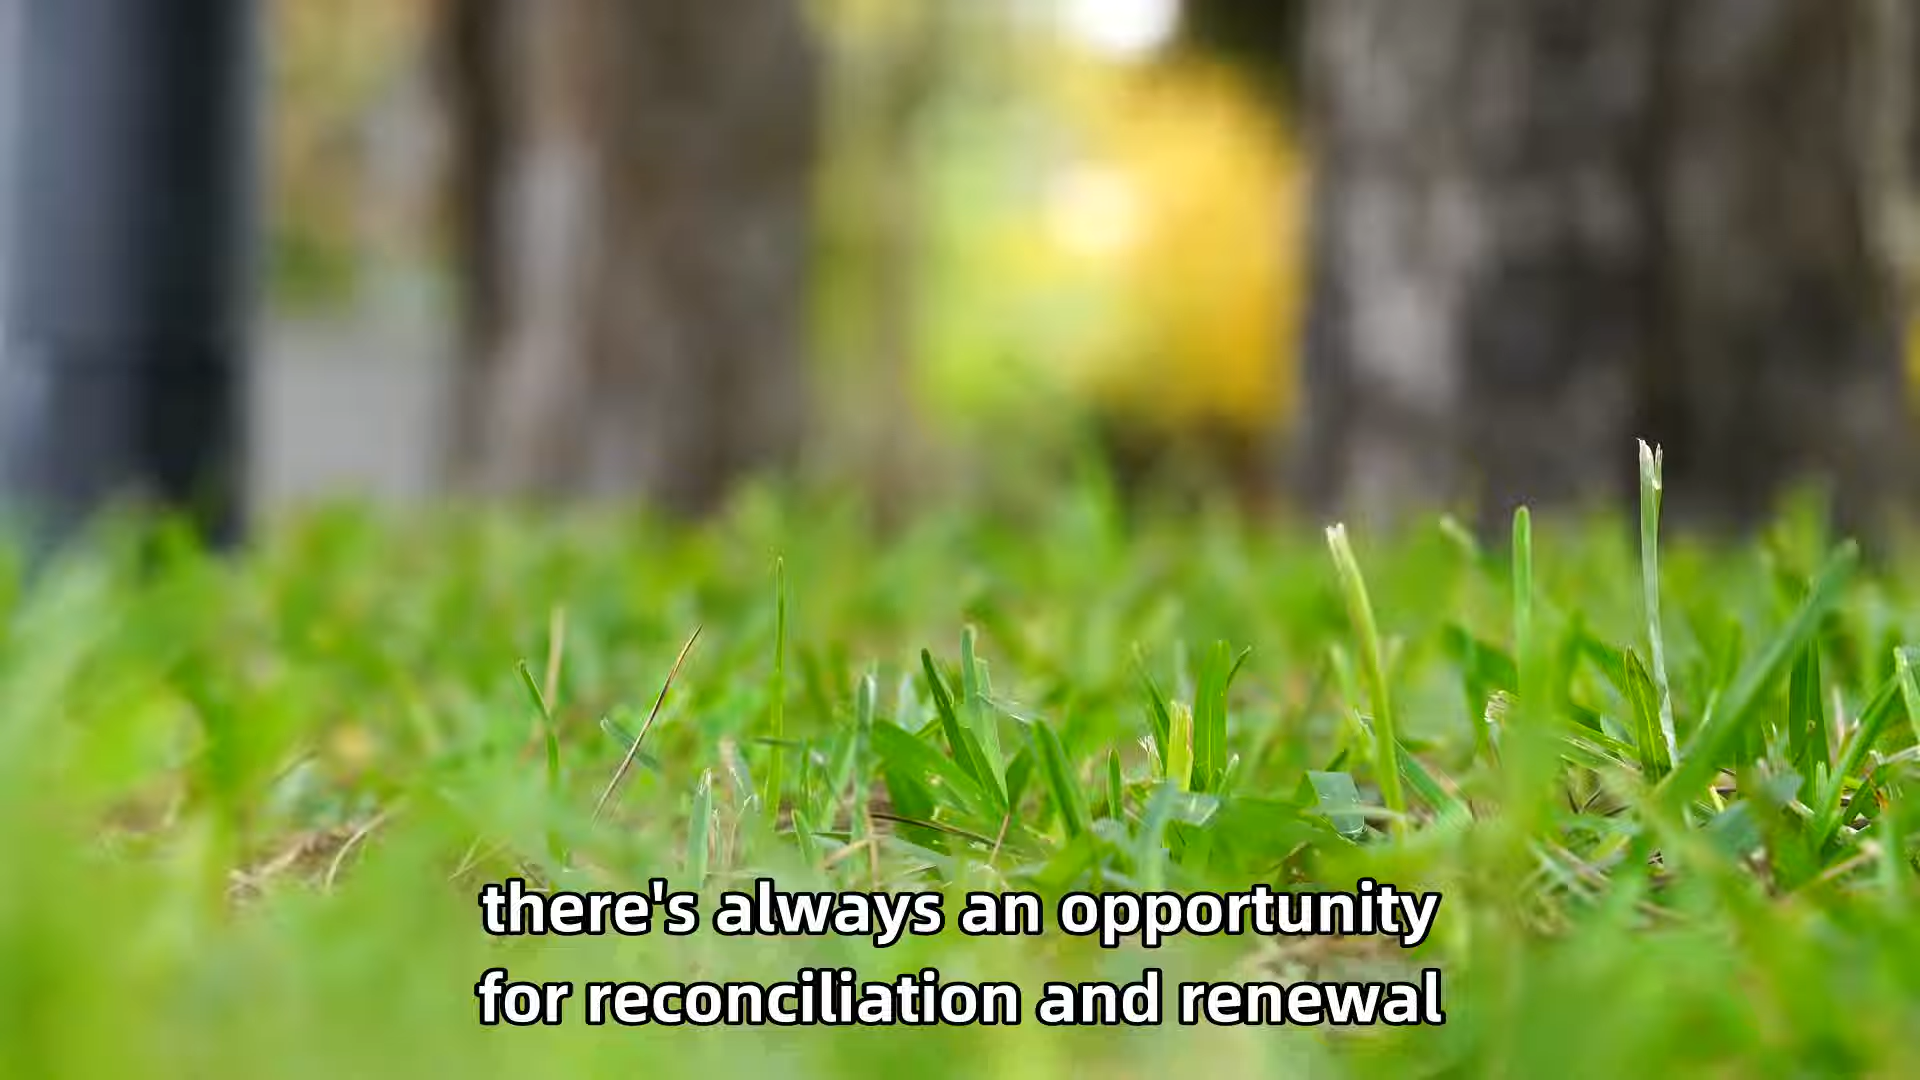 there's always an opportunity
for reconciliation and renewal